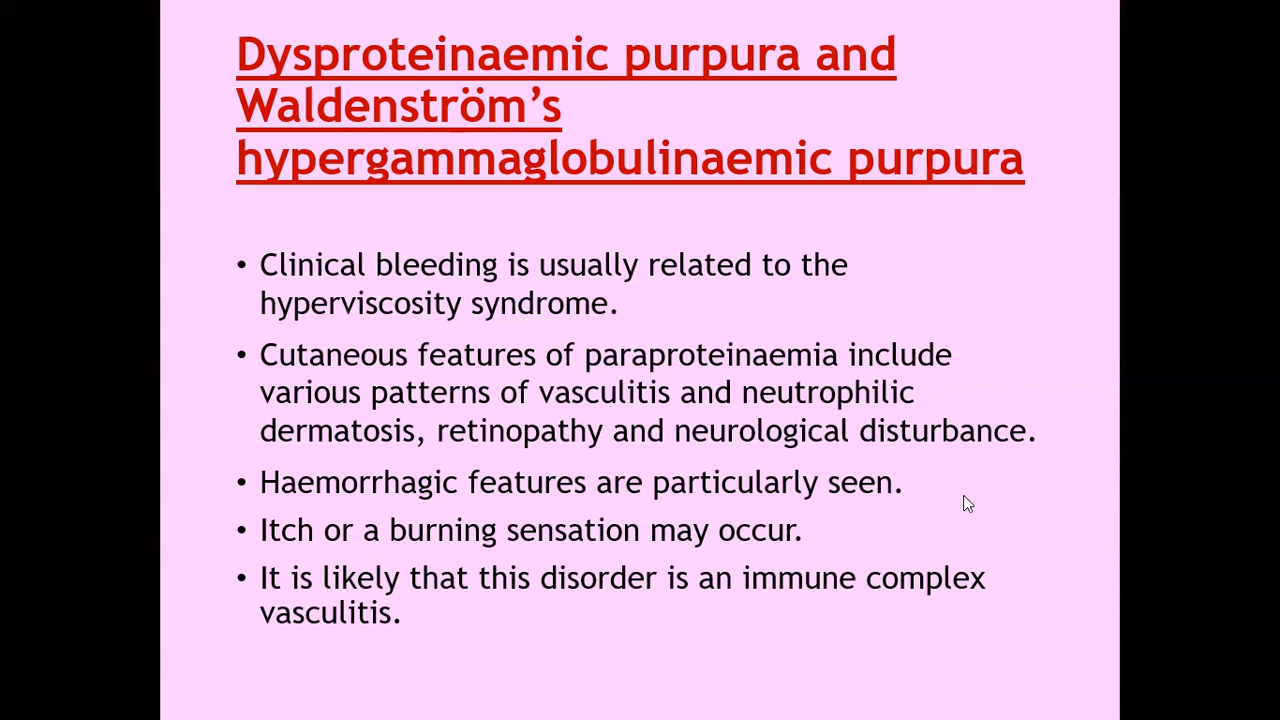 Dysproteinaemic purpura and
Waldenström’s
hypergammaglobulinaemic purpura
• Clinical bleeding is usually related to the
hyperviscosity syndrome.
• Cutaneous features of paraproteinaemia include
various patterns of vasculitis and neutrophilic
dermatosis, retinopathy and neurological disturbance.
• Haemorrhagic features are particularly seen.
• Itch or a burning sensation may occur.
• It is likely that this disorder is an immune complex
vasculitis.